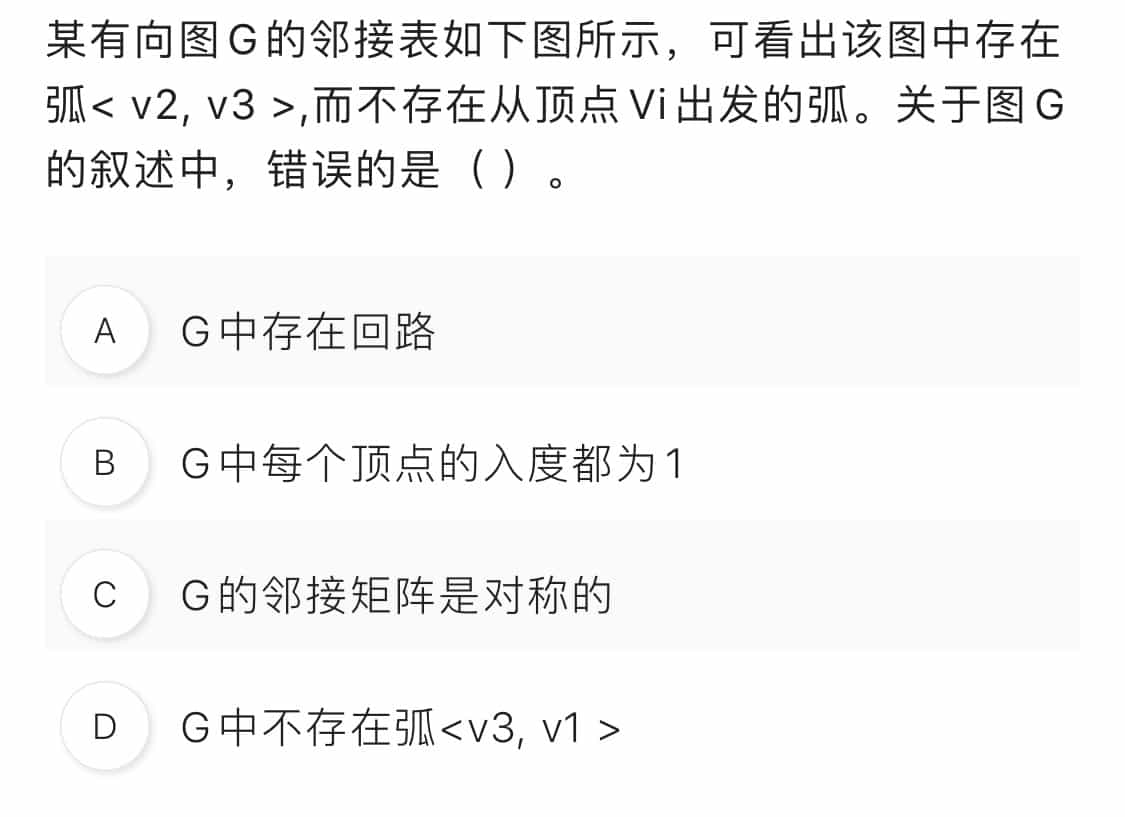 某有向图G的邻接表如下图所示，可看出该图中存在
弧< v2, v3 >,而不存在从顶点Vi出发的弧。关于图G
的叙述中，错误的是（ ）。
A G中存在回路
B G中每个顶点的入度都为1
C G的邻接矩阵是对称的
D G中不存在弧<v3, v1 >